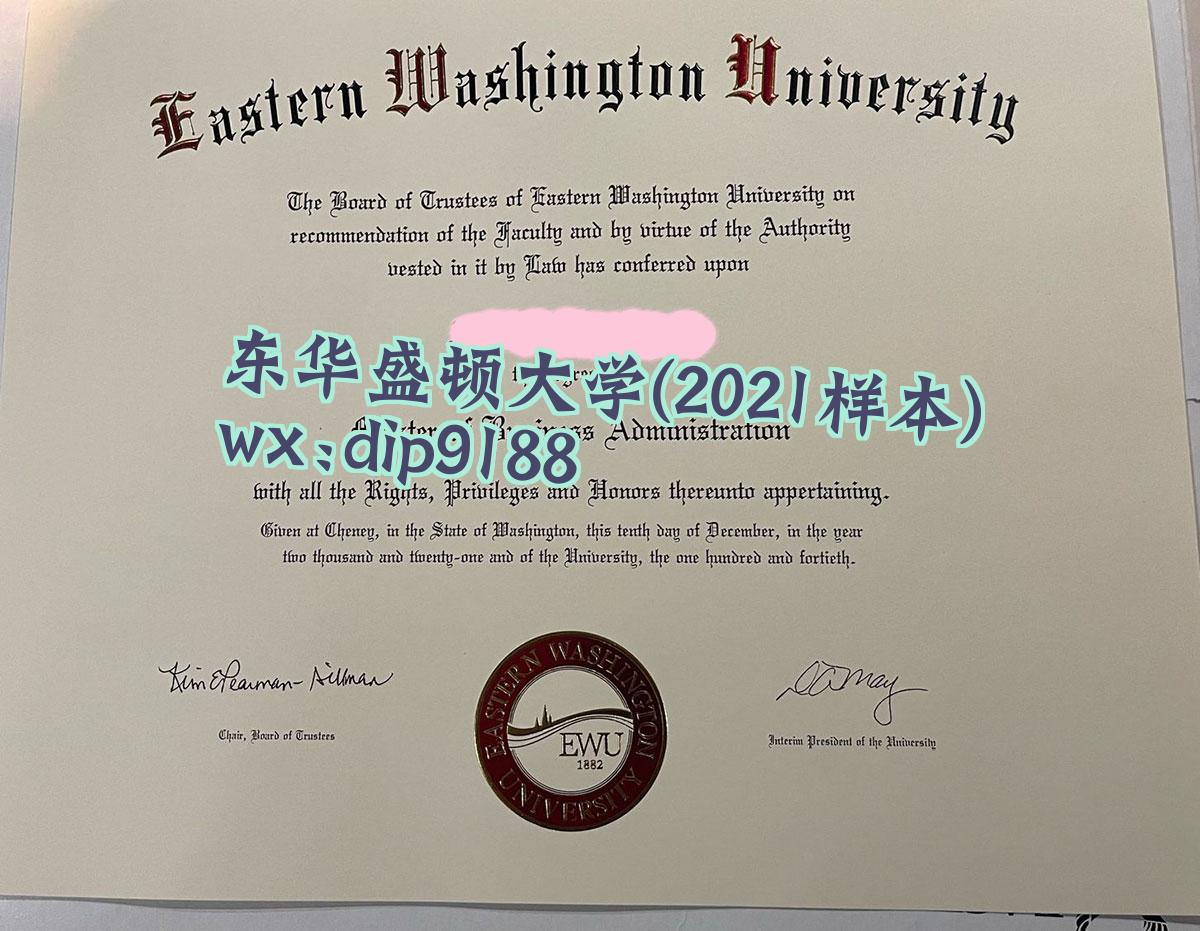 Eastern Washington University
The Board of Trustees of Eastern Washington University on
recommendation of the Faculty and by virtue of the Authority
vested in it by Law has conferred upon
东华盛顿大学(2021样本)
Administration
wx:dip9188
with all the Rights, Privileges and Honors thereunto appertaining.
Given at Cheney, in the State of Washington, this tenth day of December, in the year
two thousand and twenty-one and of the University, the one hundred and fortieth.
Chair, Board of Trustees
EASTERN WASHINGTON
EWU
1882
UNIVERSITY
Interim President of the University